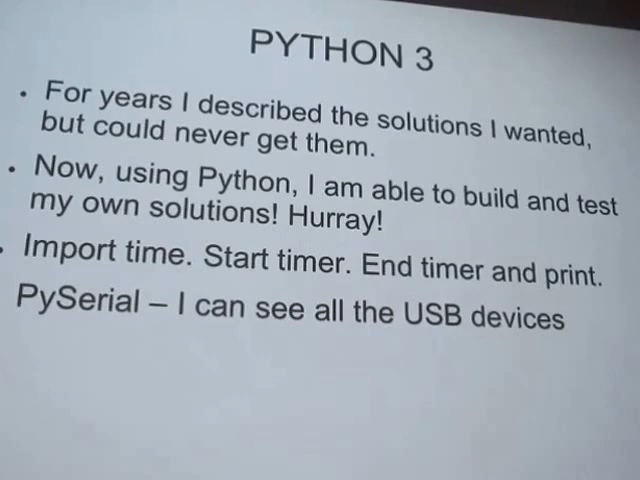 PYTHON 3
• For years I described the solutions I wanted,
but could never get them.
• Now, using Python, I am able to build and test
my own solutions! Hurray!
• Import time. Start timer. End timer and print.
PySerial – I can see all the USB devices